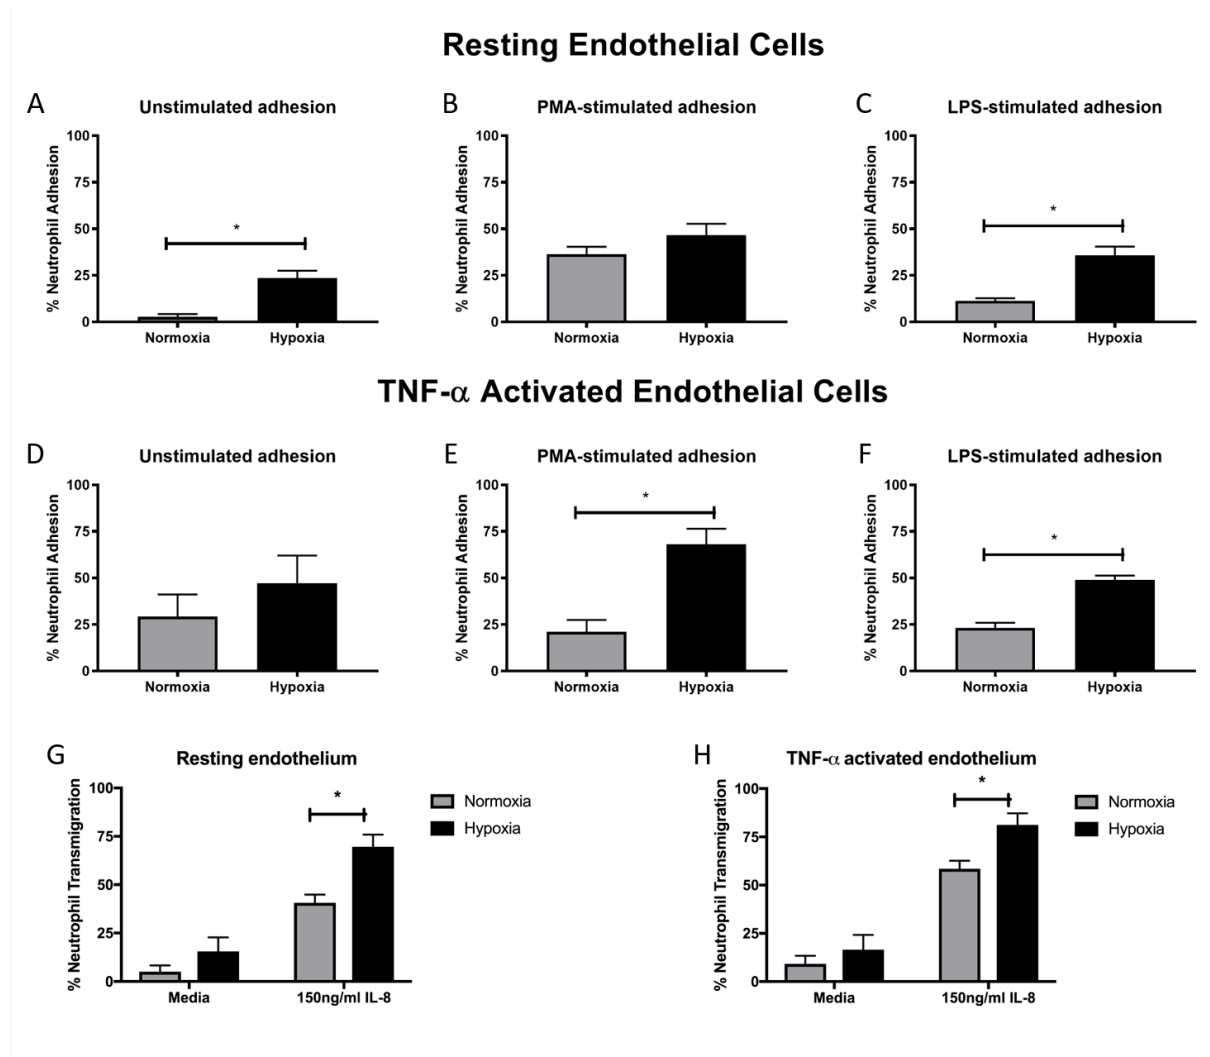 Resting Endothelial Cells
A
Unstimulated adhesion
% Neutrophil Adhesion
100
75
50
25
0
*
Normoxia
Hypoxia
B
PMA-stimulated adhesion
% Neutrophil Adhesion
100
75
50
25
0
Normoxia
Hypoxia
C
LPS-stimulated adhesion
% Neutrophil Adhesion
100
75
50
25
0
*
Normoxia
Hypoxia
TNF-α Activated Endothelial Cells
D
Unstimulated adhesion
% Neutrophil Adhesion
100
75
50
25
0
Normoxia
Hypoxia
E
PMA-stimulated adhesion
% Neutrophil Adhesion
100
75
50
25
0
*
Normoxia
Hypoxia
F
LPS-stimulated adhesion
% Neutrophil Adhesion
100
75
50
25
0
*
Normoxia
Hypoxia
G
Resting endothelium
% Neutrophil Transmigration
100
75
50
25
0
*
Media
150ng/ml IL-8
Normoxia
Hypoxia
H
TNF-α activated endothelium
% Neutrophil Transmigration
100
75
50
25
0
*
Media
150ng/ml IL-8
Normoxia
Hypoxia